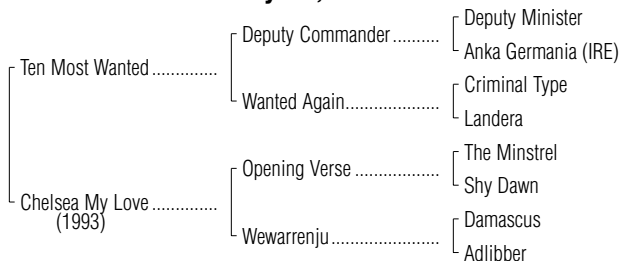 Deputy Minister
Deputy Commander..........
Anka Germania (IRE)
Ten Most Wanted..............
Criminal Type
Wanted Again....................
Landera
The Minstrel
Opening Verse ..................
Shy Dawn
Chelsea My Love..............
(1993)
Damascus
Wewarrenju.......................
Adlibber